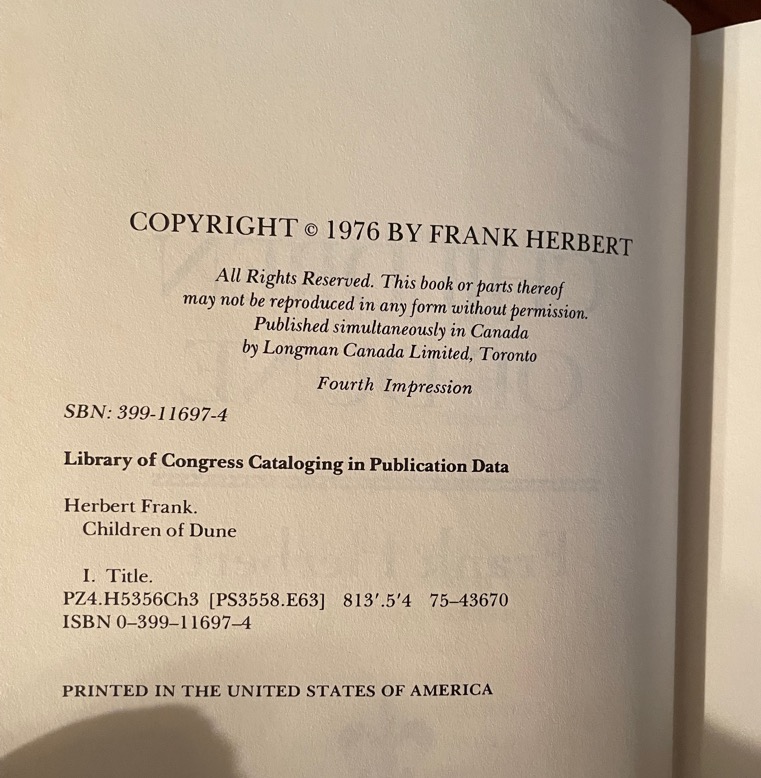 COPYRIGHT © 1976 BY FRANK HERBERT
All Rights Reserved. This book or parts thereof
may not be reproduced in any form without permission.
Published simultaneously in Canada
by Longman Canada Limited, Toronto
Fourth Impression
SBN: 399-11697-4
Library of Congress Cataloging in Publication Data
Herbert Frank.
Children of Dune
I. Title.
PZ4.H5356Ch3 [PS3558.E63] 813'.5'4 75–43670
ISBN 0–399–11697–4
PRINTED IN THE UNITED STATES OF AMERICA